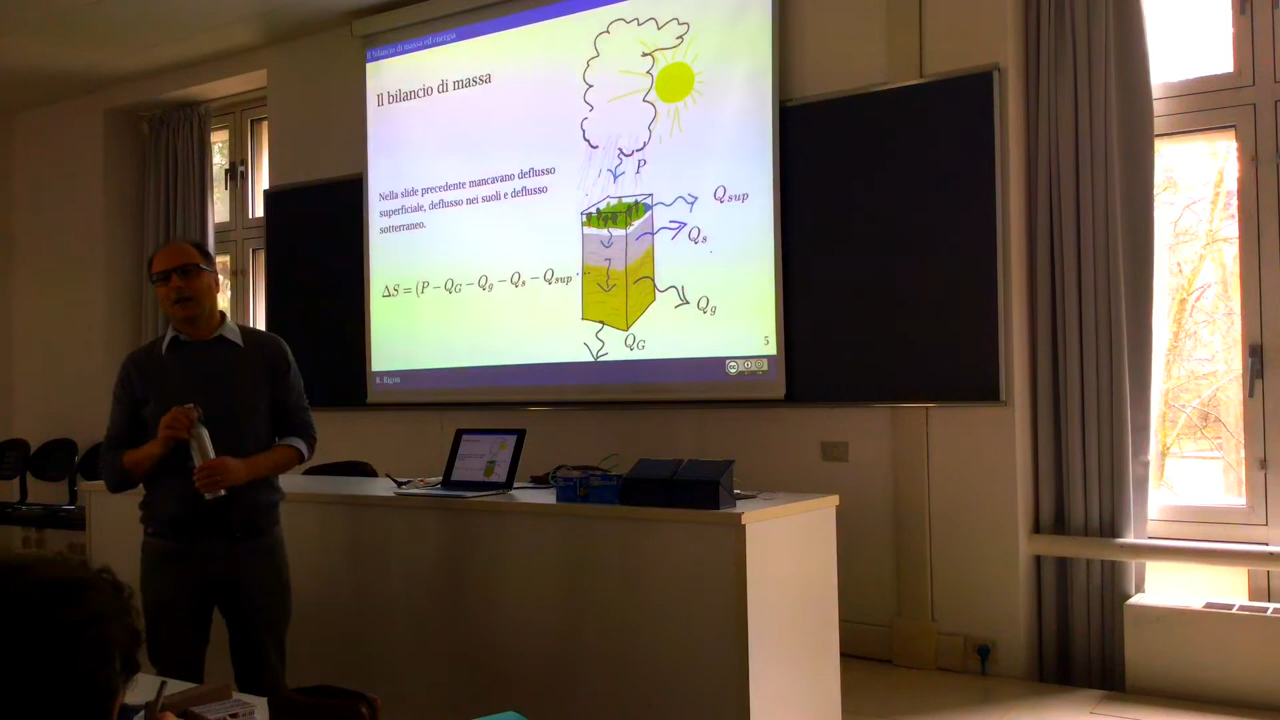 Il bilancio di massa ed energia
Il bilancio di massa
Nella slide precedente mancavano deflusso
superficiale, deflusso nei suoli e deflusso
sotterraneo.
ΔS = (P − Q_G − Q_g − Q_s − Q_sup
P
Q_sup
Q_s
Q_g
Q_G
5
R. Rigon
cc